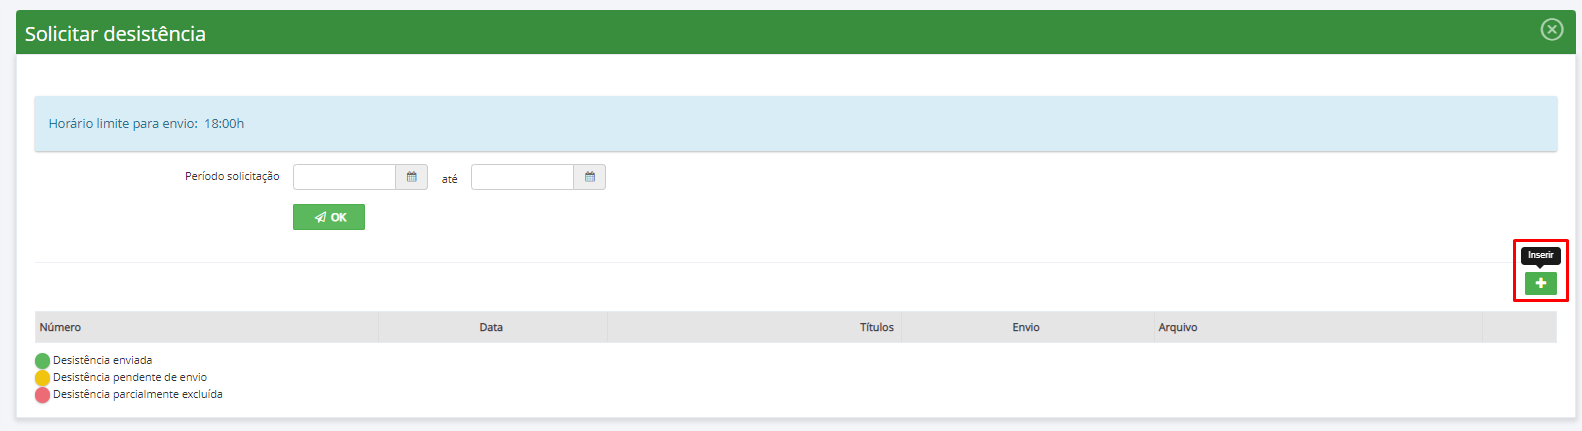 Solicitar desistência
Horário limite para envio: 18:00h
Período solicitação até
OK
Inserir
Número Data Títulos Envio Arquivo
Desistência enviada
Desistência pendente de envio
Desistência parcialmente excluída